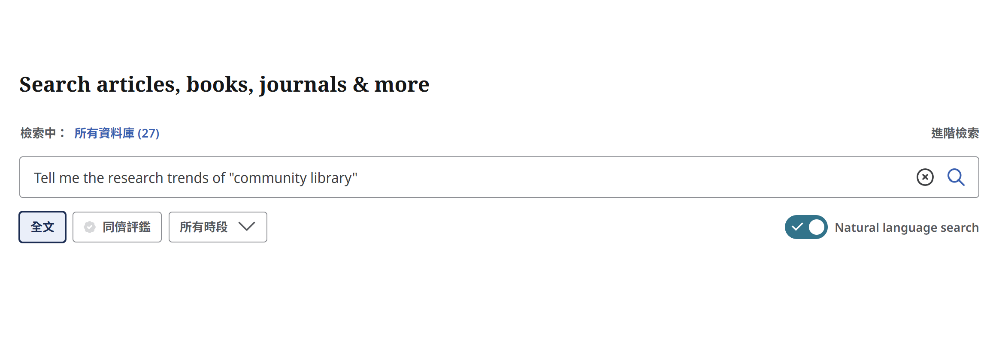 Search articles, books, journals & more
檢索中： 所有資料庫 (27) 進階檢索
Tell me the research trends of "community library"
全文 同儕評鑑 所有時段 Natural language search